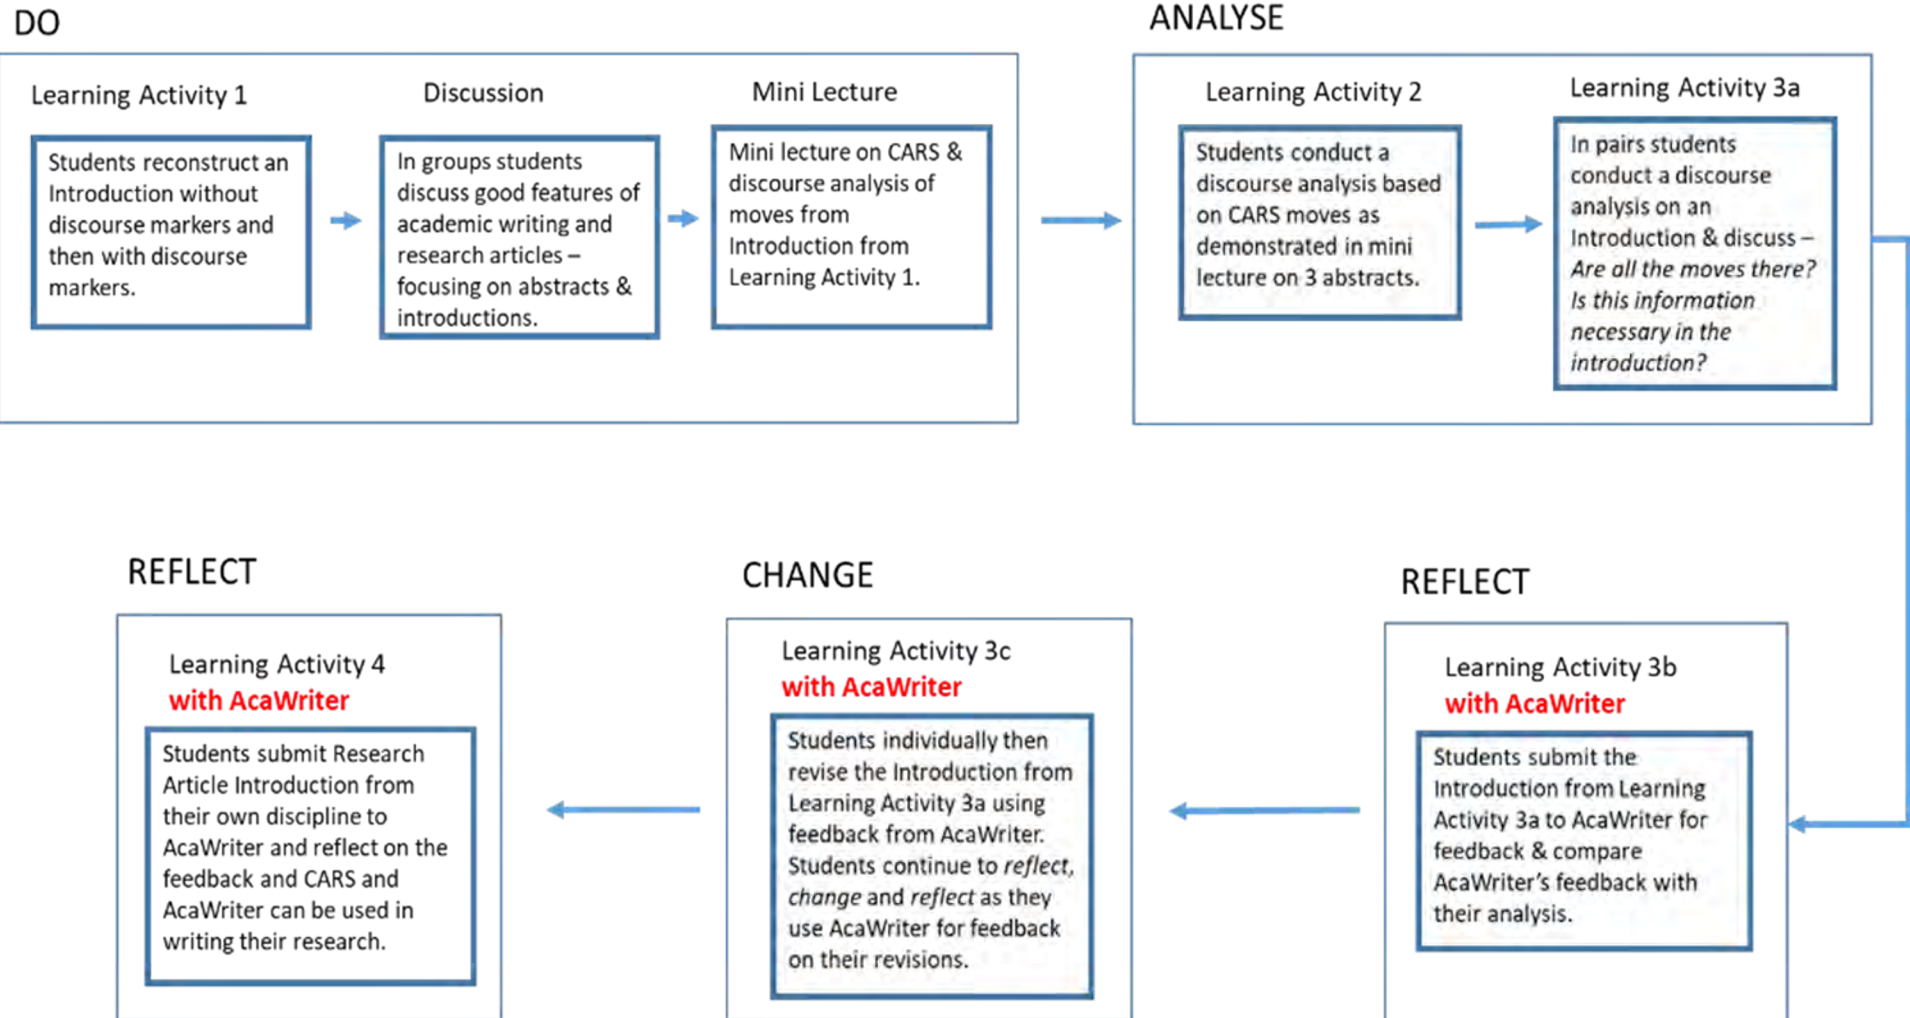 DO
Learning Activity 1
Students reconstruct an
Introduction without
discourse markers and
then with discourse
markers.
Discussion
In groups students
discuss good features of
academic writing and
research articles –
focusing on abstracts &
introductions.
Mini Lecture
Mini lecture on CARS &
discourse analysis of
moves from
Introduction from
Learning Activity 1.
ANALYSE
Learning Activity 2
Students conduct a
discourse analysis based
on CARS moves as
demonstrated in mini
lecture on 3 abstracts.
Learning Activity 3a
In pairs students
conduct a discourse
analysis on an
Introduction & discuss –
Are all the moves there?
Is this information
necessary in the
introduction?
REFLECT
Learning Activity 3b
with AcaWriter
Students submit the
Introduction from Learning
Activity 3a to AcaWriter for
feedback & compare
AcaWriter's feedback with
their analysis.
CHANGE
Learning Activity 3c
with AcaWriter
Students individually then
revise the Introduction from
Learning Activity 3a using
feedback from AcaWriter.
Students continue to reflect,
change and reflect as they
use AcaWriter for feedback
on their revisions.
REFLECT
Learning Activity 4
with AcaWriter
Students submit Research
Article Introduction from
their own discipline to
AcaWriter and reflect on the
feedback and CARS and
AcaWriter can be used in
writing their research.